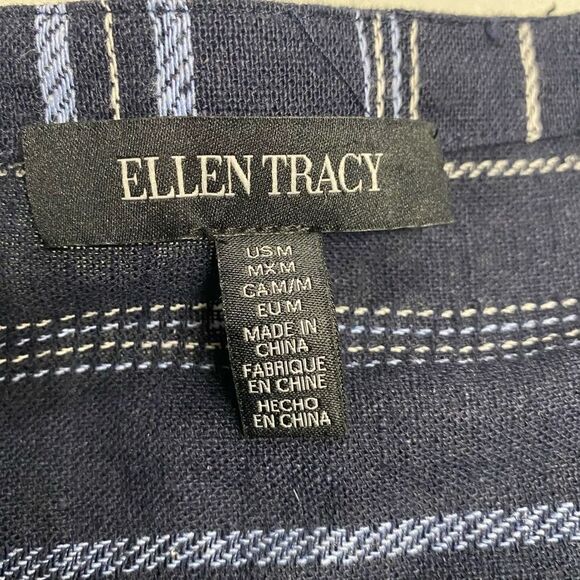 ELLEN TRACY
US M
MX M
CA M/M
EU M
MADE IN
CHINA
FABRIQUE
EN CHINE
HECHO
EN CHINA